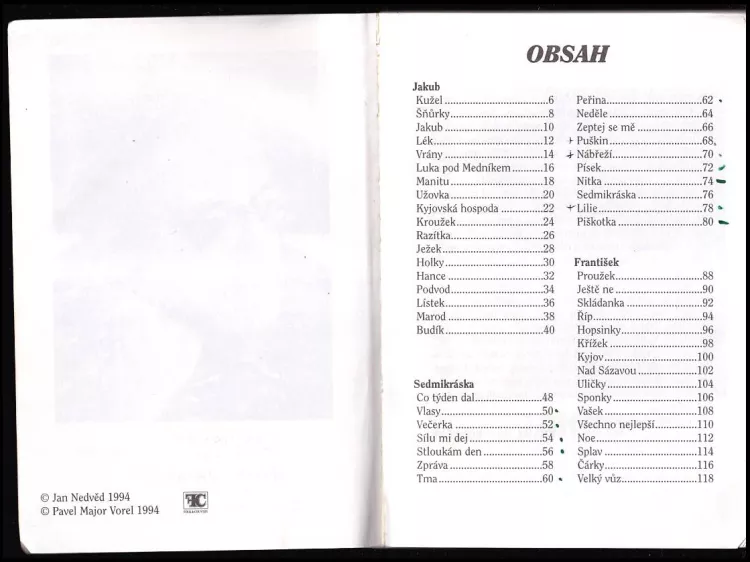 © Jan Nedvěd 1994
© Pavel Major Vorel 1994
OBSAH
Jakub
Kužel..............................6
Šňůrky..............................8
Jakub..............................10
Lék..............................12
Vrány..............................14
Luka pod Medníkem..........16
Manitu..............................18
Užovka..............................20
Kyjovská hospoda ............22
Kroužek..............................24
Razítka..............................26
Ježek..............................28
Holky..............................30
Hance ..............................32
Podvod..............................34
Lístek..............................36
Marod ..............................38
Budík..............................40
Sedmikráska
Co týden dal....................48
Vlasy..............................50
Večerka ..............................52
Sílu mi dej....................54
Stloukám den....................56
Zpráva ..............................58
Tma..............................60
Peřina..............................62
Neděle ..............................64
Zeptej se mě ....................66
+ Puškin..............................68
+ Nábřeží..............................70
Písek..............................72
Nitka ..............................74
Sedmikráska....................76
+ Lilie..............................78
Piškotka ..............................80
František
Proužek..............................88
Ještě ne ..............................90
Skládanka ....................92
Říp..............................94
Hopsinky..............................96
Křížek ..............................98
Kyjov..............................100
Nad Sázavou ....................102
Uličky ..............................104
Sponky ..............................106
Vašek ..............................108
Všechno nejlepší..............110
Noe..............................112
Splav ..............................114
Čárky..............................116
Velký vůz....................118